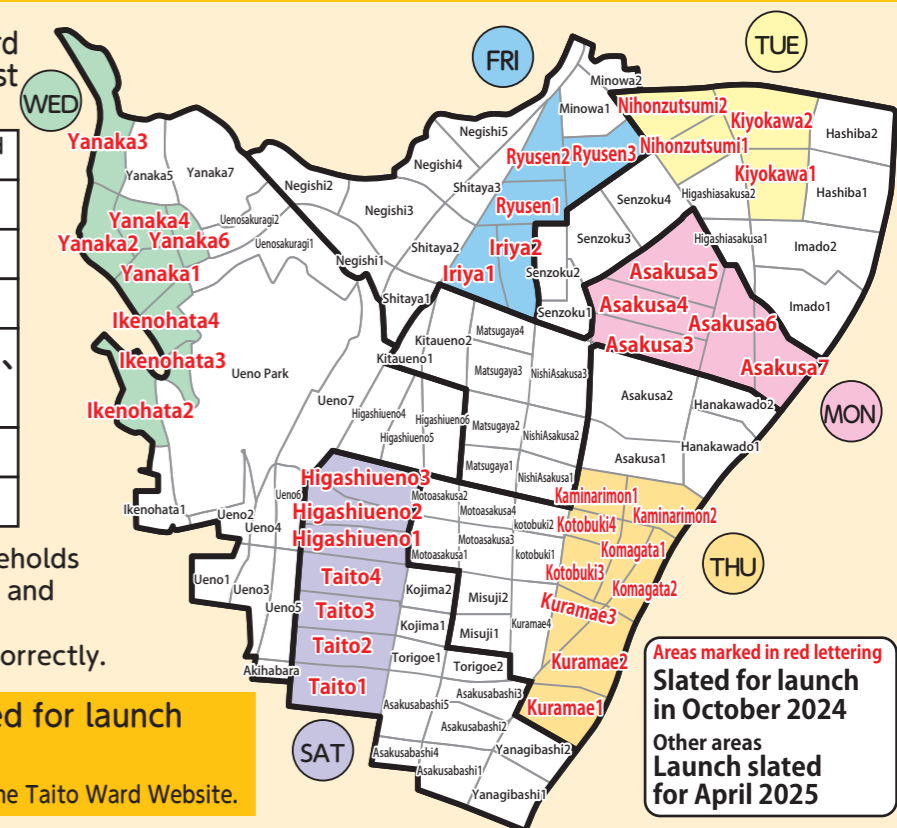 rd
st
WED
FRI
TUE
Minowa2
Minowa1
Nihonzutsumi2
Kiyokawa2
Hashiba2
Yanaka3
Negishi5
Ryusen2
Ryusen3
Nihonzutsumi1
Kiyokawa1
Hashiba1
Yanaka5
Yanaka7
Negishi4
Negishi2
Shitaya3
Ryusen1
Senzoku4
Higashiasakusa2
Yanaka4
Negishi3
Uenosakuragi2
Yanaka2
Yanaka6
Uenosakuragi1
Shitaya2
Iriya2
Senzoku3
Higashiasakusa1
Imado2
Yanaka1
Negishi1
Iriya1
Senzoku2
Asakusa5
Shitaya1
Senzoku1
Asakusa4
Imado1
Ikenohata4
Matsugaya4
Asakusa6
Kitaueno2
Asakusa3
Ikenohata3
Kitaueno1
、
Ueno Park
Matsugaya3
NishiAsakusa3
Asakusa7
Ikenohata2
Ueno7
Asakusa2
Hanakawado2
MON
Higashiueno4
Higashiueno6
Matsugaya2
NishiAsakusa2
Higashiueno5
Hanakawado1
Matsugaya1
Asakusa1
NishiAsakusa1
Higashiueno3
Ueno6
Motoasakusa2
Kaminarimon1
Ikenohata1
Ueno2
Higashiueno2
Motoasakusa4
Kaminarimon2
Ueno4
kotobuki2
Kotobuki4
Higashiueno1
Motoasakusa3
Motoasakusa1
kotobuki1
Komagata1
THU
Ueno1
Ueno3
Taito4
Kojima2
Kotobuki3
Komagata2
eholds
and
Ueno5
Taito3
Misuji2
Kuramae3
Kojima1
Misuji1
Kuramae4
Taito2
Torigoe1
Torigoe2
Kuramae2
orrectly.
Akihabara
Taito1
Asakusabashi3
Asakusabashi5
Kuramae1
Asakusabashi2
SAT
Asakusabashi4
Yanagibashi2
Asakusabashi1
Yanagibashi1
Areas marked in red lettering
Slated for launch
in October 2024
Other areas
Launch slated
for April 2025
ed for launch
he Taito Ward Website.